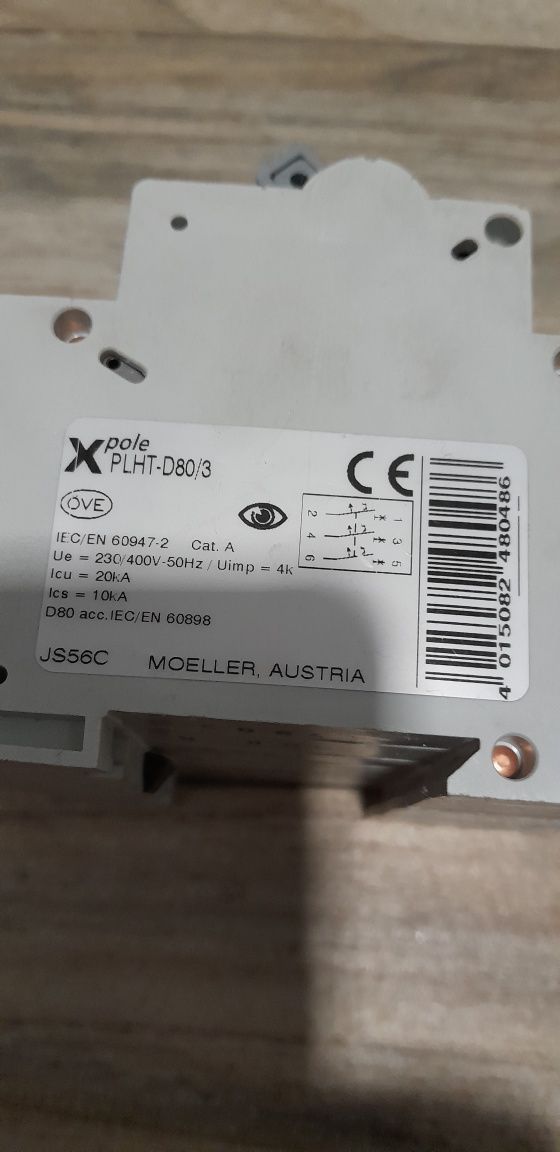 Xpole
PLHT-D80/3
CE
ÖVE
IEC/EN 60947-2 Cat. A
Ue = 230/400V-50Hz / Uimp = 4k
Icu = 20kA
Ics = 10kA
D80 acc.IEC/EN 60898
JS56C MOELLER, AUSTRIA
1 3 5
2 4 6
4 015082 480486